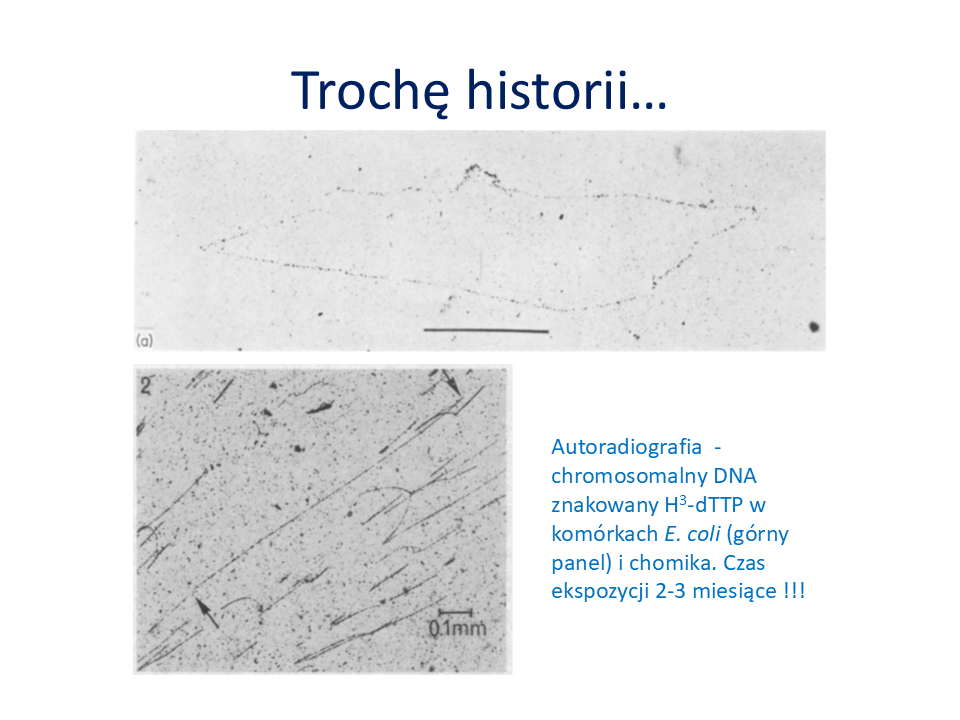 Trochę historii...
(a)
2
0.1mm
Autoradiografia -
chromosomalny DNA
znakowany H³-dTTP w
komórkach E. coli (górny
panel) i chomika. Czas
ekspozycji 2-3 miesiące !!!